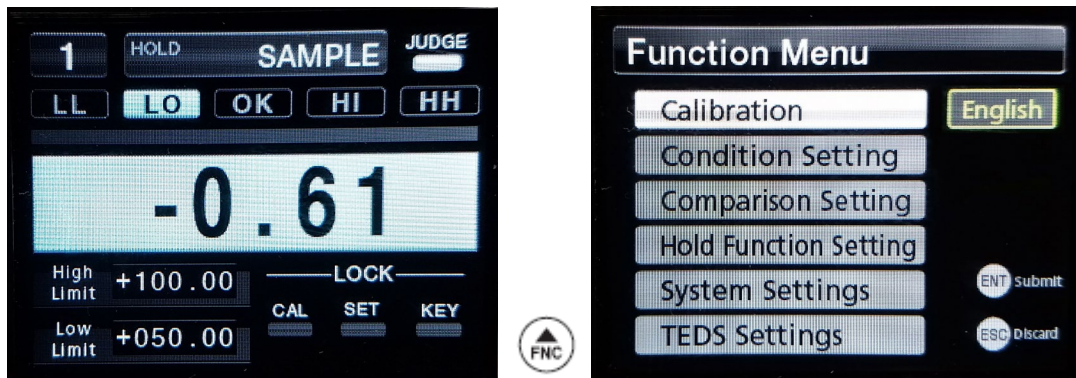 1
HOLD
SAMPLE
JUDGE
LL
LO
OK
HI
HH
-0.61
High
Limit
+100.00
Low
Limit
+050.00
LOCK
CAL
SET
KEY
FNC
Function Menu
Calibration
English
Condition Setting
Comparison Setting
Hold Function Setting
System Settings
ENT Submit
TEDS Settings
ESC Discard